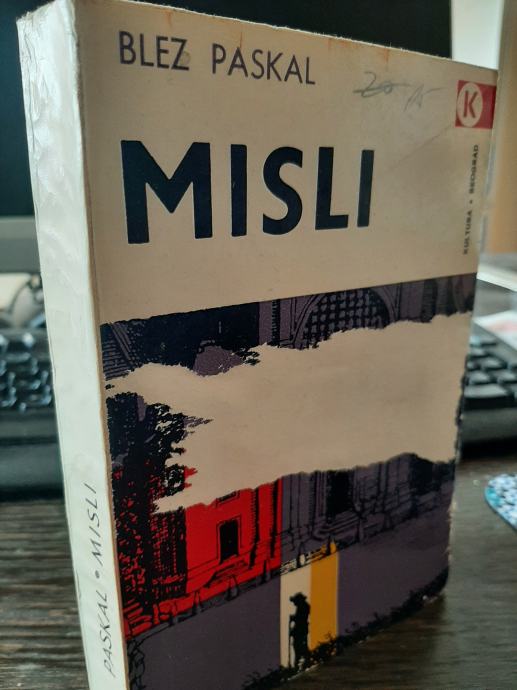 BLEZ PASKAL
MISLI
K
KULTURA • BEOGRAD
PASKAL • MISLI